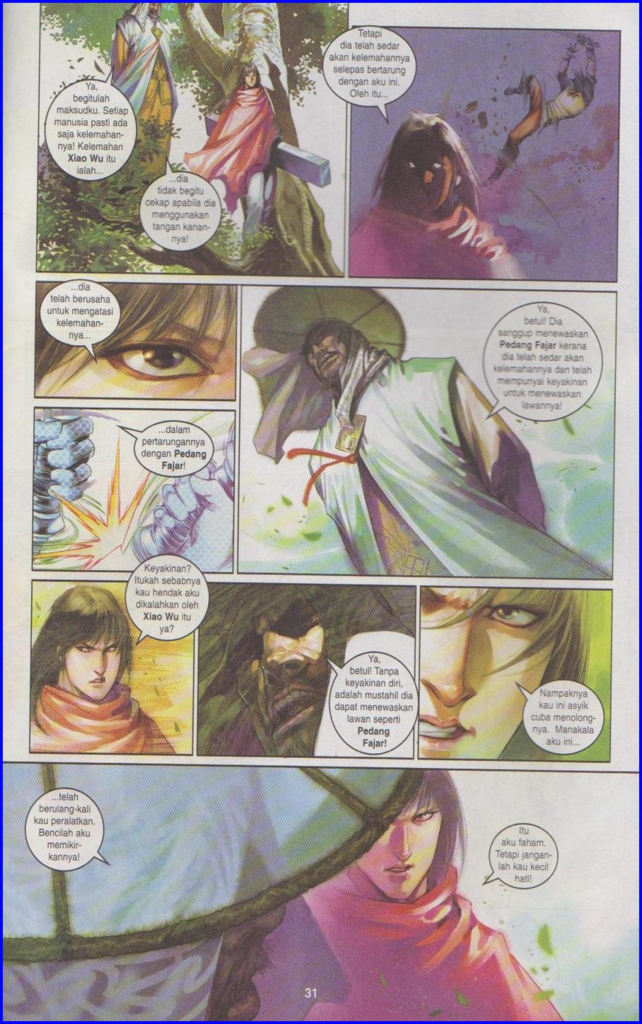 Ya,
begitulah
maksudku. Setiap
manusia pasti ada
saja kelemahan-
nya! Kelemahan
Xiao Wu itu
ialah...
...dia
tidak begitu
cekap apabila dia
menggunakan
tangan kanan-
nya!
Tetapi
dia telah sedar
akan kelemahannya
selepas bertarung
dengan aku ini.
Oleh itu...
...dia
telah berusaha
untuk mengatasi
kelemahan-
nya...
...dalam
pertarungannya
dengan Pedang
Fajar!
Ya,
betul! Dia
sanggup menewaskan
Pedang Fajar kerana
dia telah sedar akan
kelemahannya dan telah
mempunyai keyakinan
untuk menewaskan
lawannya!
Keyakinan?
Itukah sebabnya
kau hendak aku
dikalahkan oleh
Xiao Wu itu
ya?
Ya,
betul! Tanpa
keyakinan diri,
adalah mustahil dia
dapat menewaskan
lawan seperti
Pedang
Fajar!
Nampaknya
kau ini asyik
cuba menolong-
nya. Manakala
aku ini...
...telah
berulang-kali
kau peralatkan.
Bencilah aku
memikir-
kannya!
Itu
aku faham.
Tetapi jangan-
lah kau kecil
hati!
31